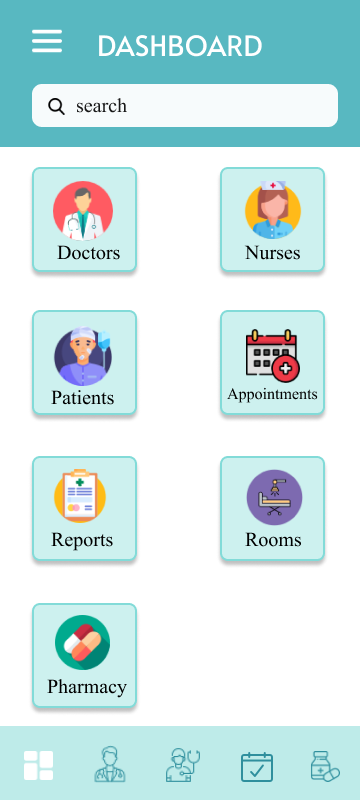 DASHBOARD
search
Doctors
Nurses
Patients
Appointments
Reports
Rooms
Pharmacy